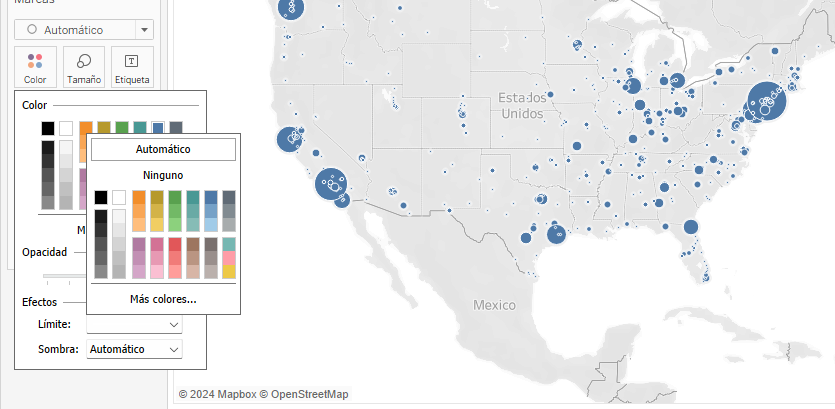 Marcas
Automático
Color
Tamaño
Etiqueta
Color
Automático
Ninguno
Opacidad
Efectos
Más colores...
Límite:
Sombra:
Automático
Estados
Unidos
Mexico
© 2024 Mapbox © OpenStreetMap